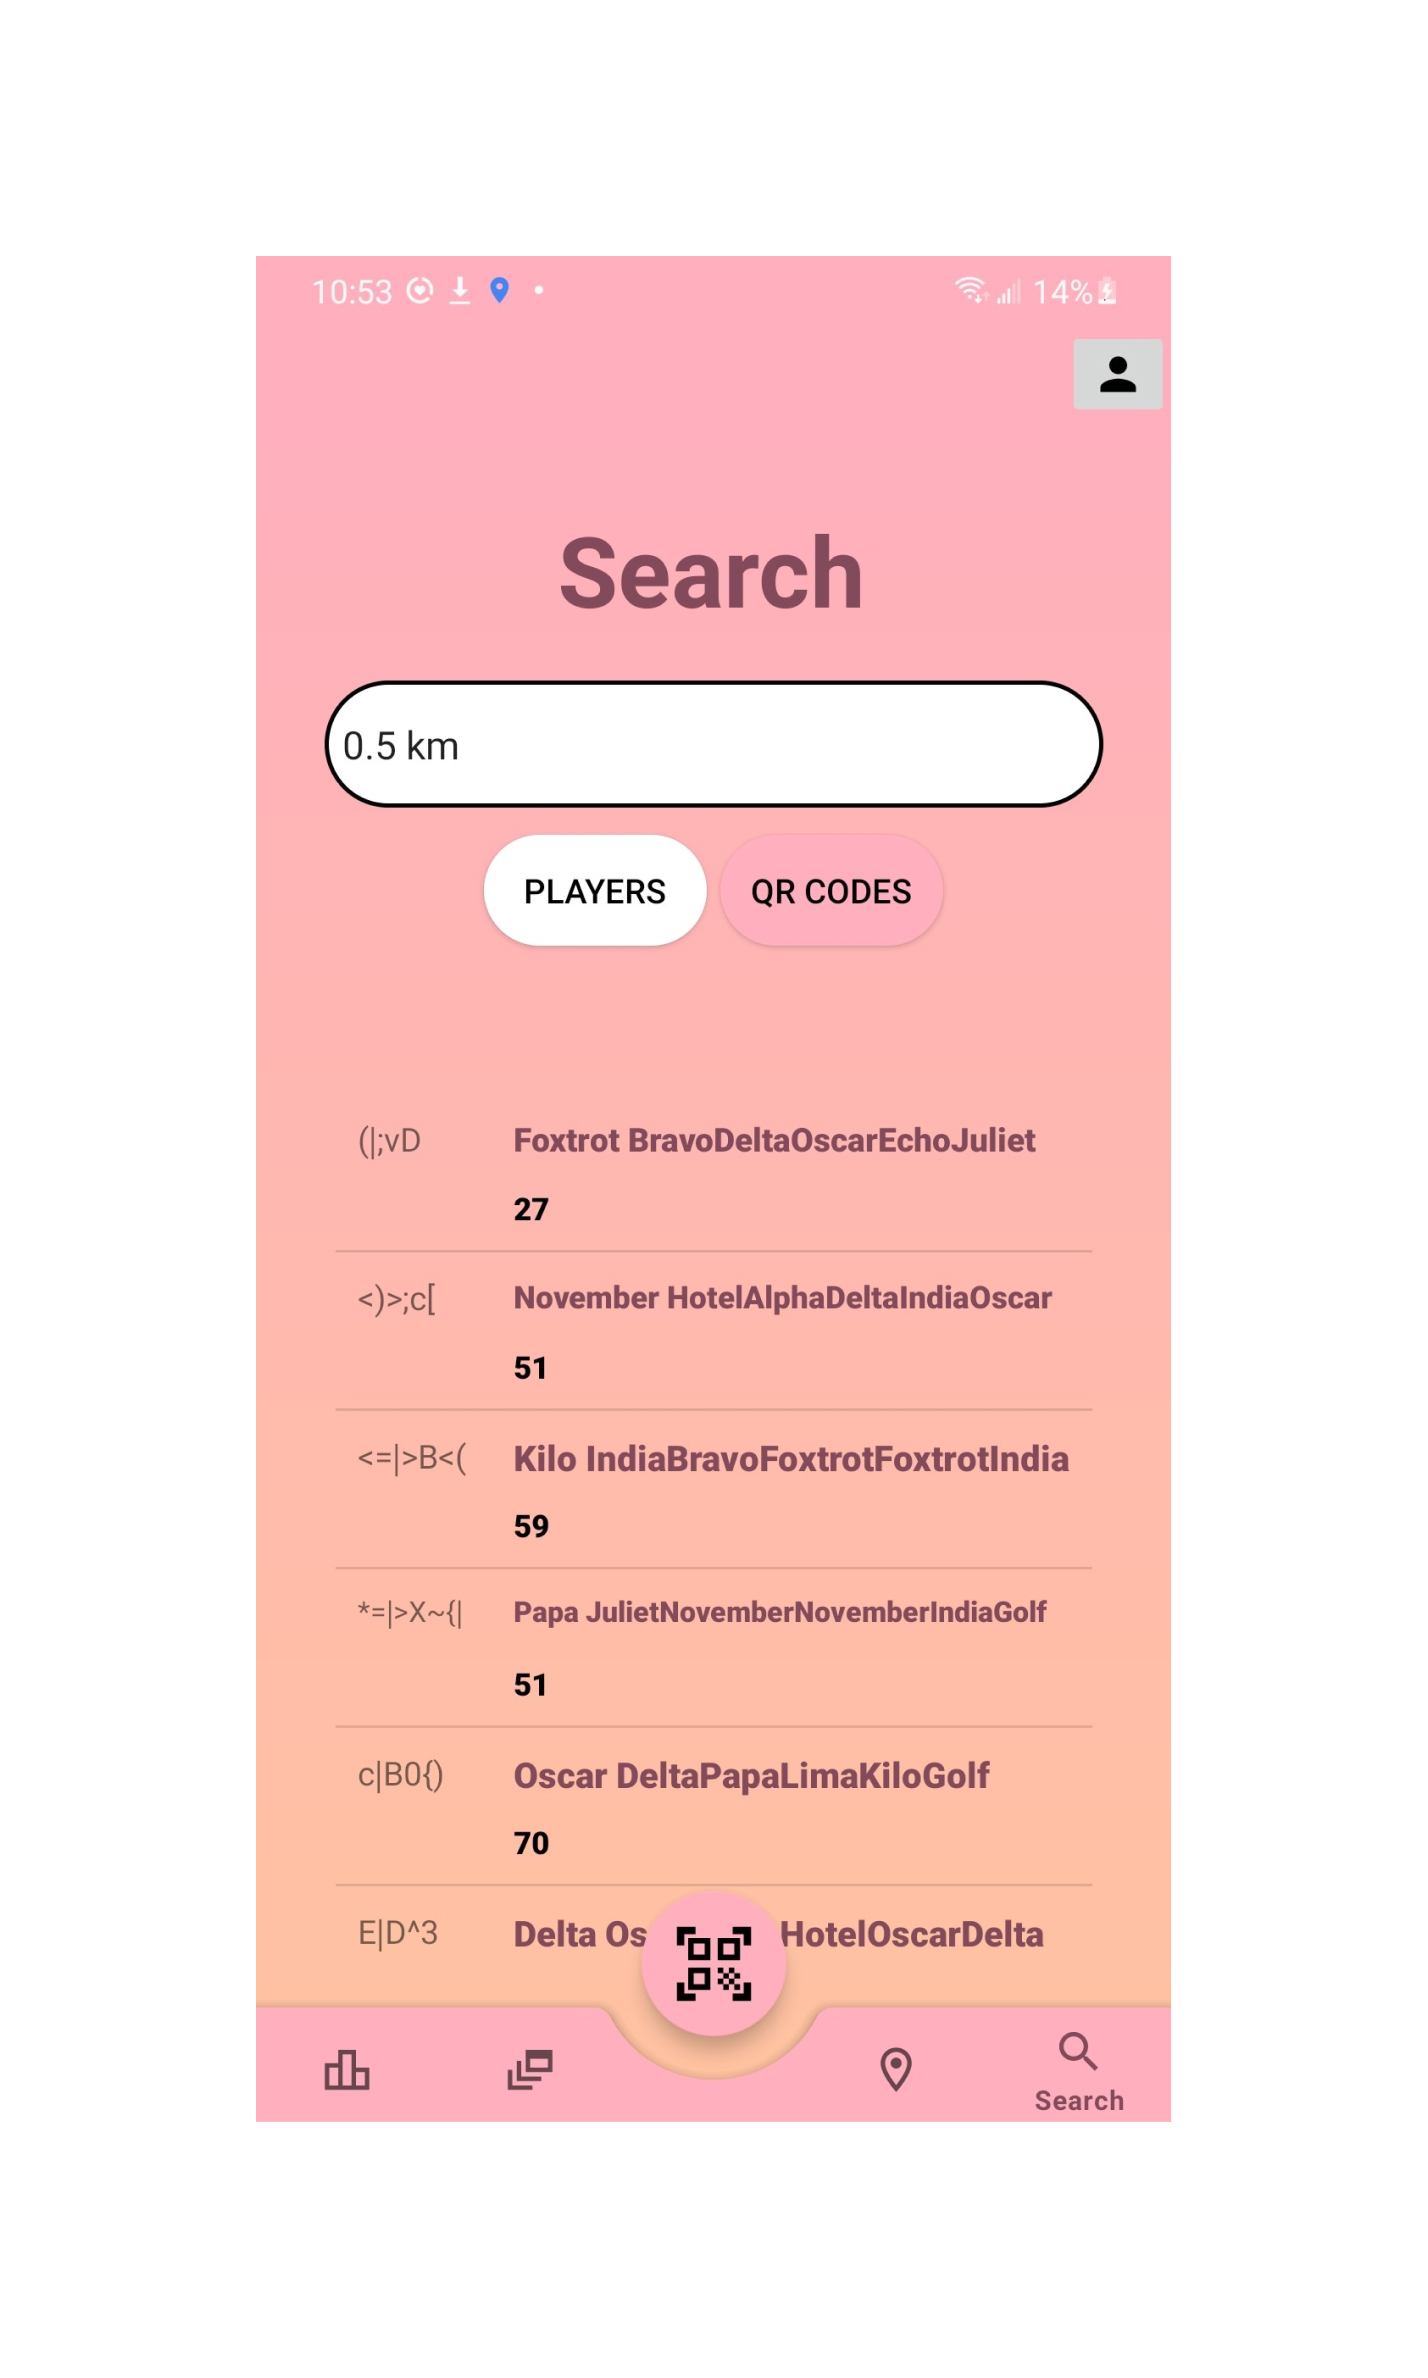 10:53 14%
Search
0.5 km
PLAYERS QR CODES
(|;vD Foxtrot BravoDeltaOscarEchoJuliet
27
<)>;c[ November HotelAlphaDeltaIndiaOscar
51
<=|>B<( Kilo IndiaBravoFoxtrotFoxtrotIndia
59
*=|>X~{| Papa JulietNovemberNovemberIndiaGolf
51
c|B0{) Oscar DeltaPapaLimaKiloGolf
70
E|D^3 Delta Os HotelOscarDelta
Search